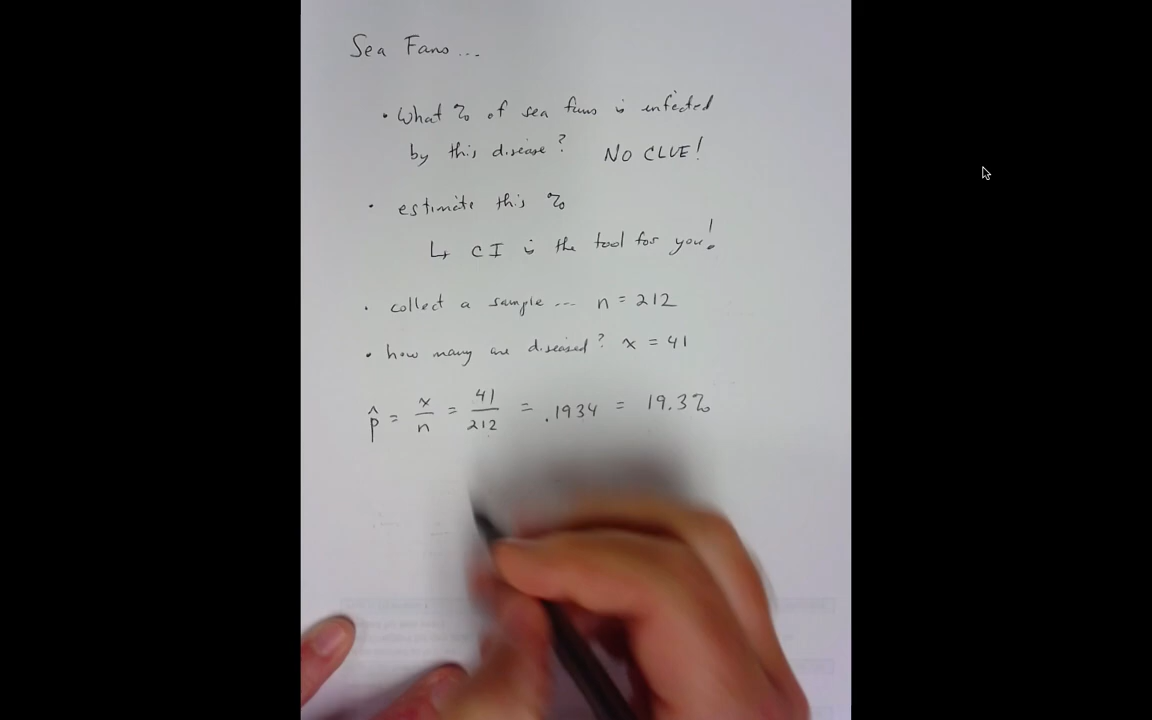 Sea Fans...
• What % of sea fans is infected
by this disease? NO CLUE!
• estimate this %
↳ CI is the tool for you!
• collect a sample --- n = 212
• how many are diseased? x = 41
p̂ = x/n = 41/212 = .1934 = 19.3%